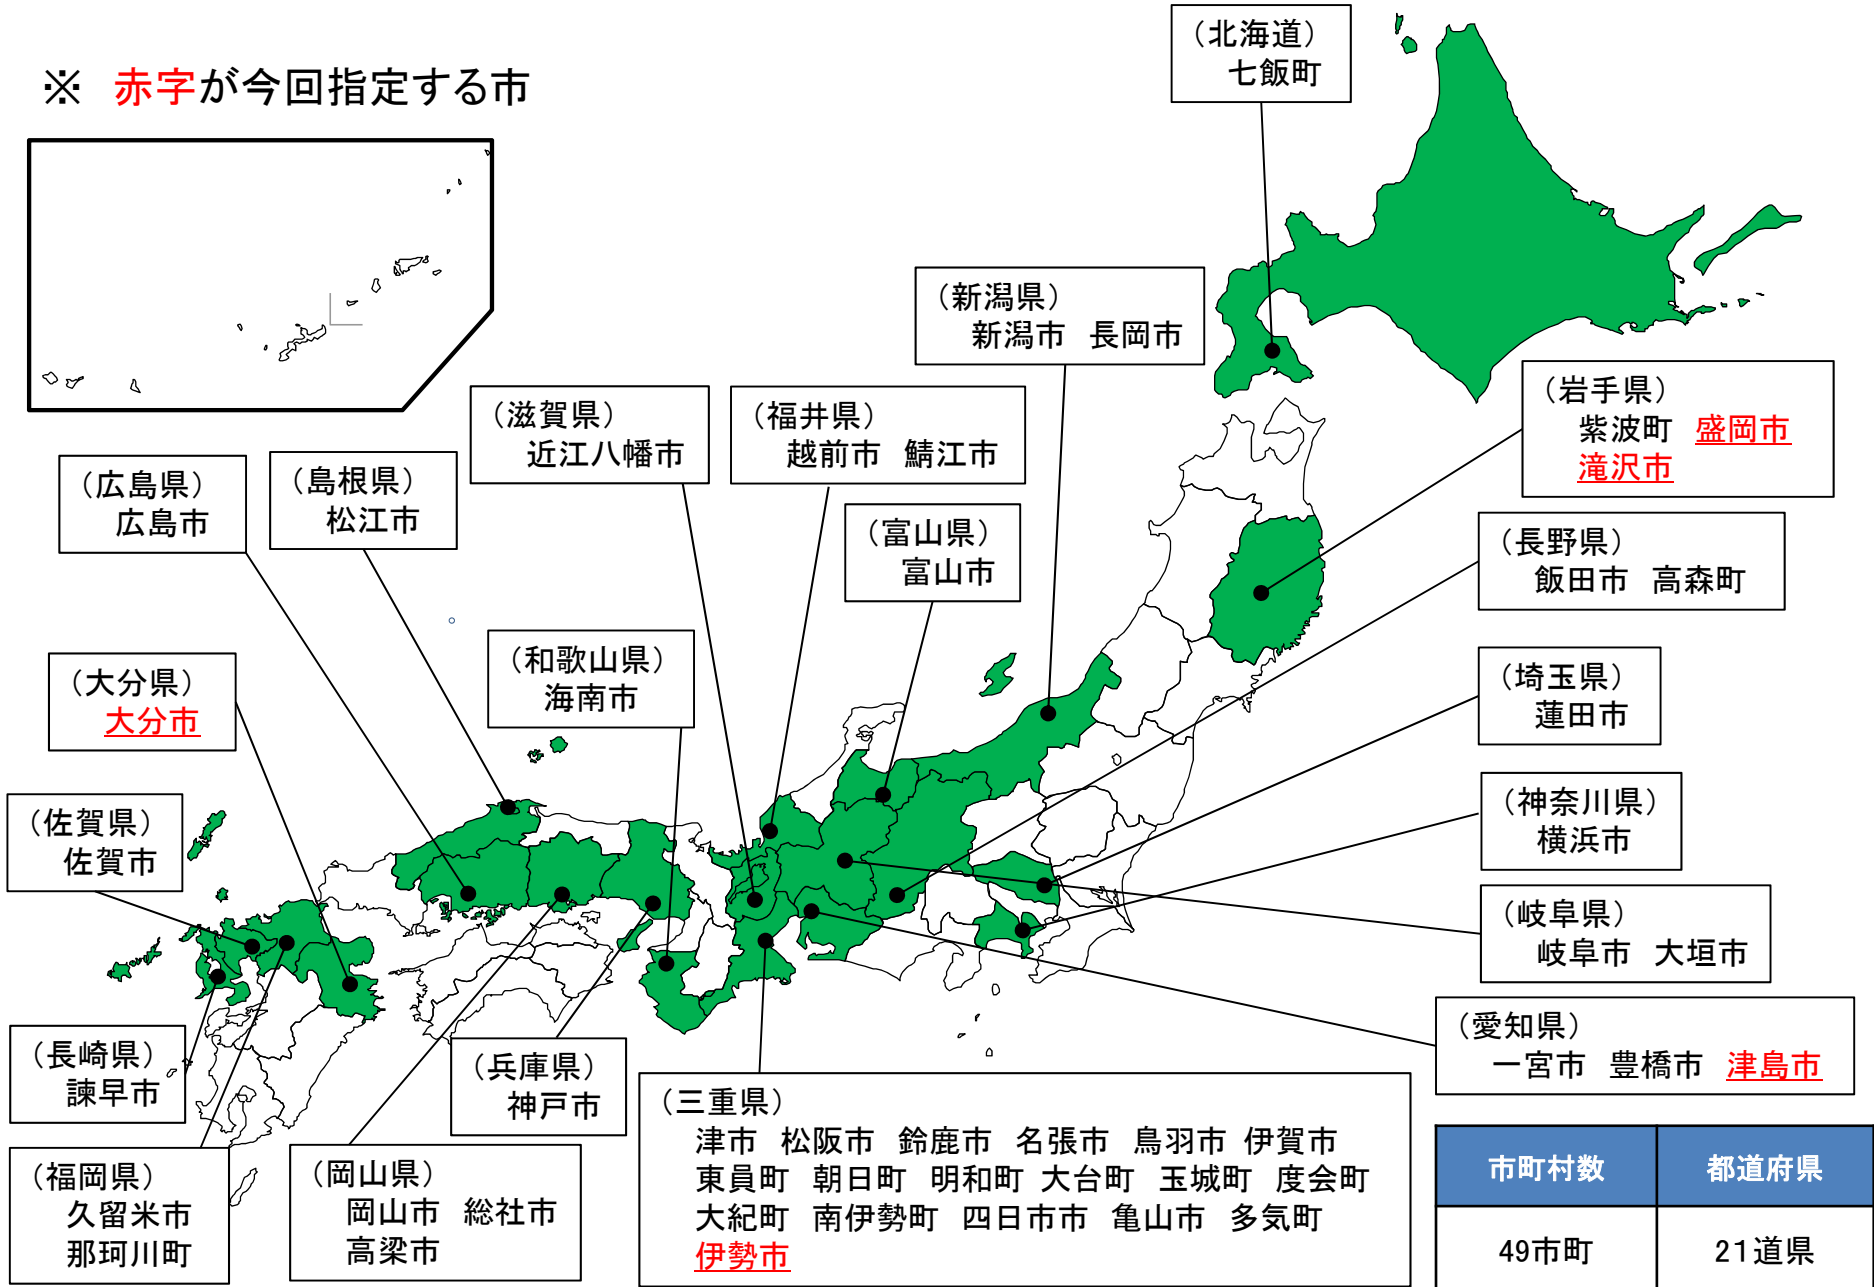 ※　赤字が今回指定する市
（北海道）
七飯町
（新潟県）
新潟市　長岡市
（岩手県）
紫波町　盛岡市
滝沢市
（滋賀県）
近江八幡市
（福井県）
越前市　鯖江市
（広島県）
広島市
（島根県）
松江市
（富山県）
富山市
（長野県）
飯田市　高森町
（和歌山県）
海南市
（大分県）
大分市
（埼玉県）
蓮田市
（佐賀県）
佐賀市
（神奈川県）
横浜市
（岐阜県）
岐阜市　大垣市
（愛知県）
一宮市　豊橋市　津島市
（長崎県）
諫早市
（兵庫県）
神戸市
（三重県）
津市　松阪市　鈴鹿市　名張市　鳥羽市　伊賀市
東員町　朝日町　明和町　大台町　玉城町　度会町
大紀町　南伊勢町　四日市市　亀山市　多気町
伊勢市
（福岡県）
久留米市
那珂川町
（岡山県）
岡山市　総社市
高梁市
市町村数　都道府県
49市町　21道県